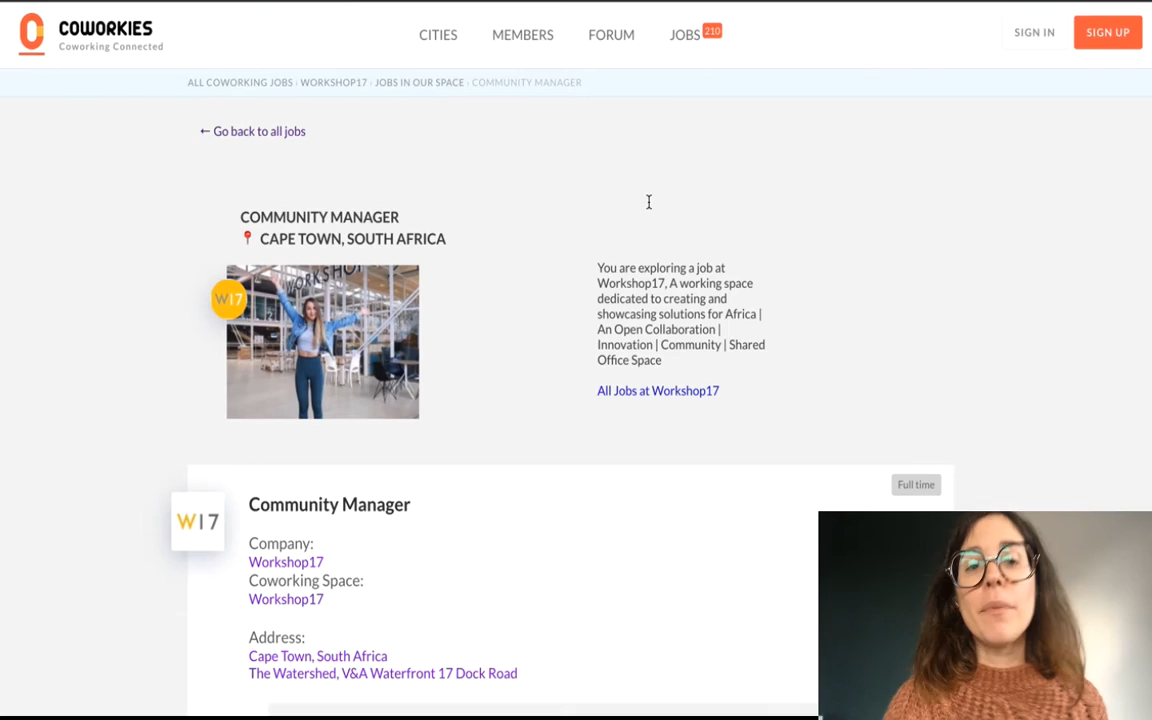 COWORKIES
Coworking Connected
CITIES
MEMBERS
FORUM
JOBS 210
SIGN IN
SIGN UP
ALL COWORKING JOBS › WORKSHOP17 › JOBS IN OUR SPACE › COMMUNITY MANAGER
← Go back to all jobs
COMMUNITY MANAGER
📍 CAPE TOWN, SOUTH AFRICA
WORKSHOP
W17
You are exploring a job at
Workshop17, A working space
dedicated to creating and
showcasing solutions for Africa |
An Open Collaboration |
Innovation | Community | Shared
Office Space
All Jobs at Workshop17
Full time
W17
Community Manager
Company:
Workshop17
Coworking Space:
Workshop17
Address:
Cape Town, South Africa
The Watershed, V&A Waterfront 17 Dock Road